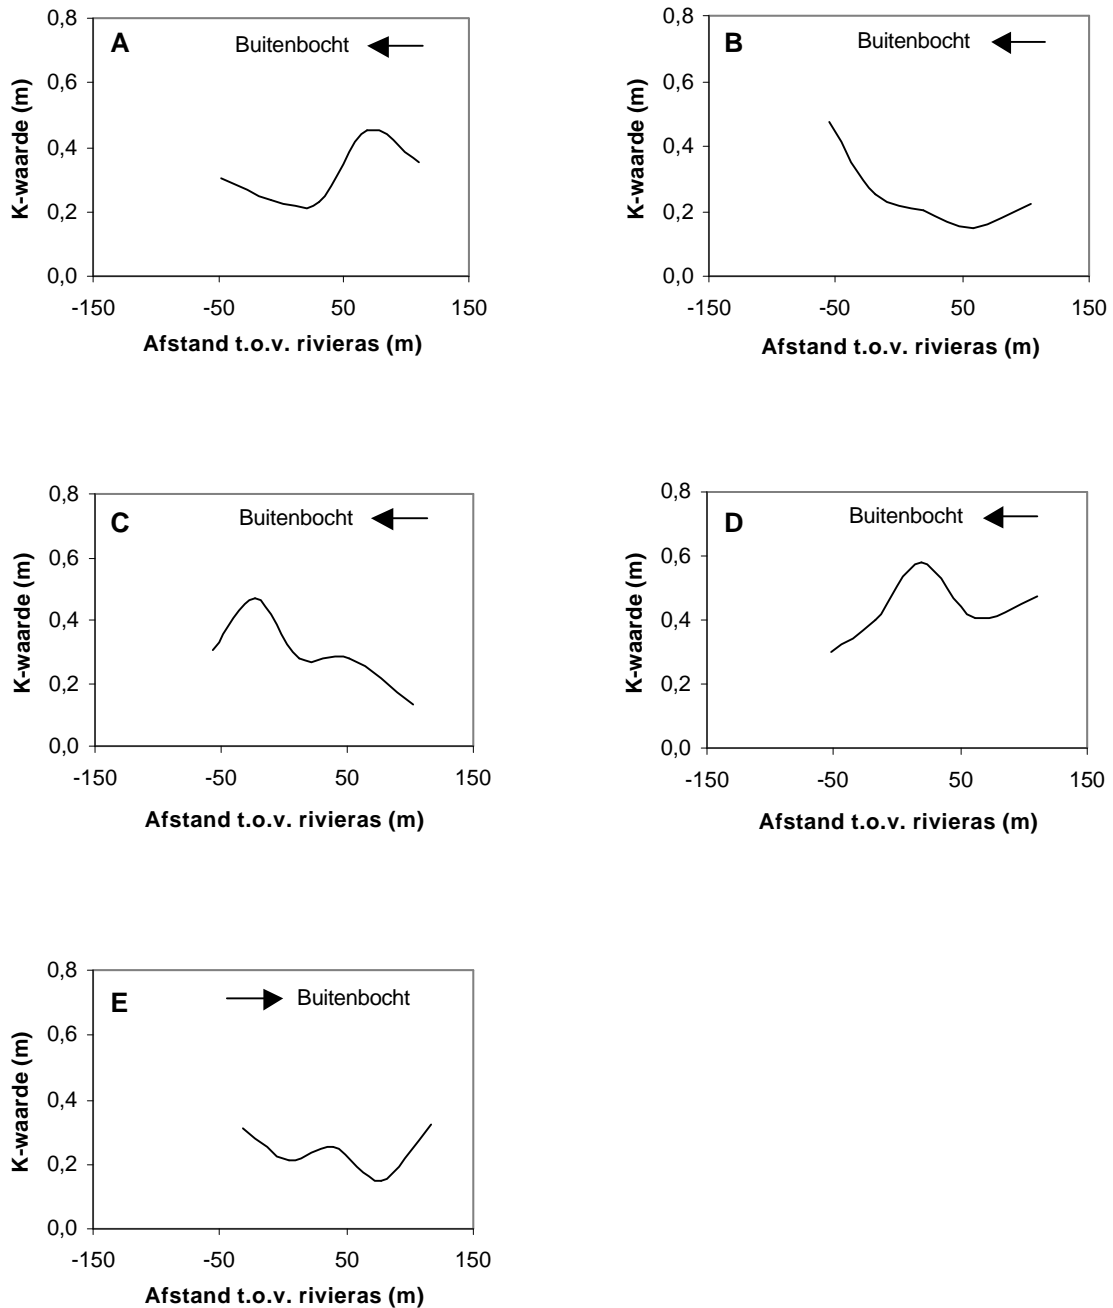 0,8
A
Buitenbocht
0,6
0,4
0,2
0,0
K-waarde (m)
-150 -50 50 150
Afstand t.o.v. rivieras (m)
0,8
B
Buitenbocht
0,6
0,4
0,2
0,0
K-waarde (m)
-150 -50 50 150
Afstand t.o.v. rivieras (m)
0,8
C
Buitenbocht
0,6
0,4
0,2
0,0
K-waarde (m)
-150 -50 50 150
Afstand t.o.v. rivieras (m)
0,8
D
Buitenbocht
0,6
0,4
0,2
0,0
K-waarde (m)
-150 -50 50 150
Afstand t.o.v. rivieras (m)
0,8
E
Buitenbocht
0,6
0,4
0,2
0,0
K-waarde (m)
-150 -50 50 150
Afstand t.o.v. rivieras (m)